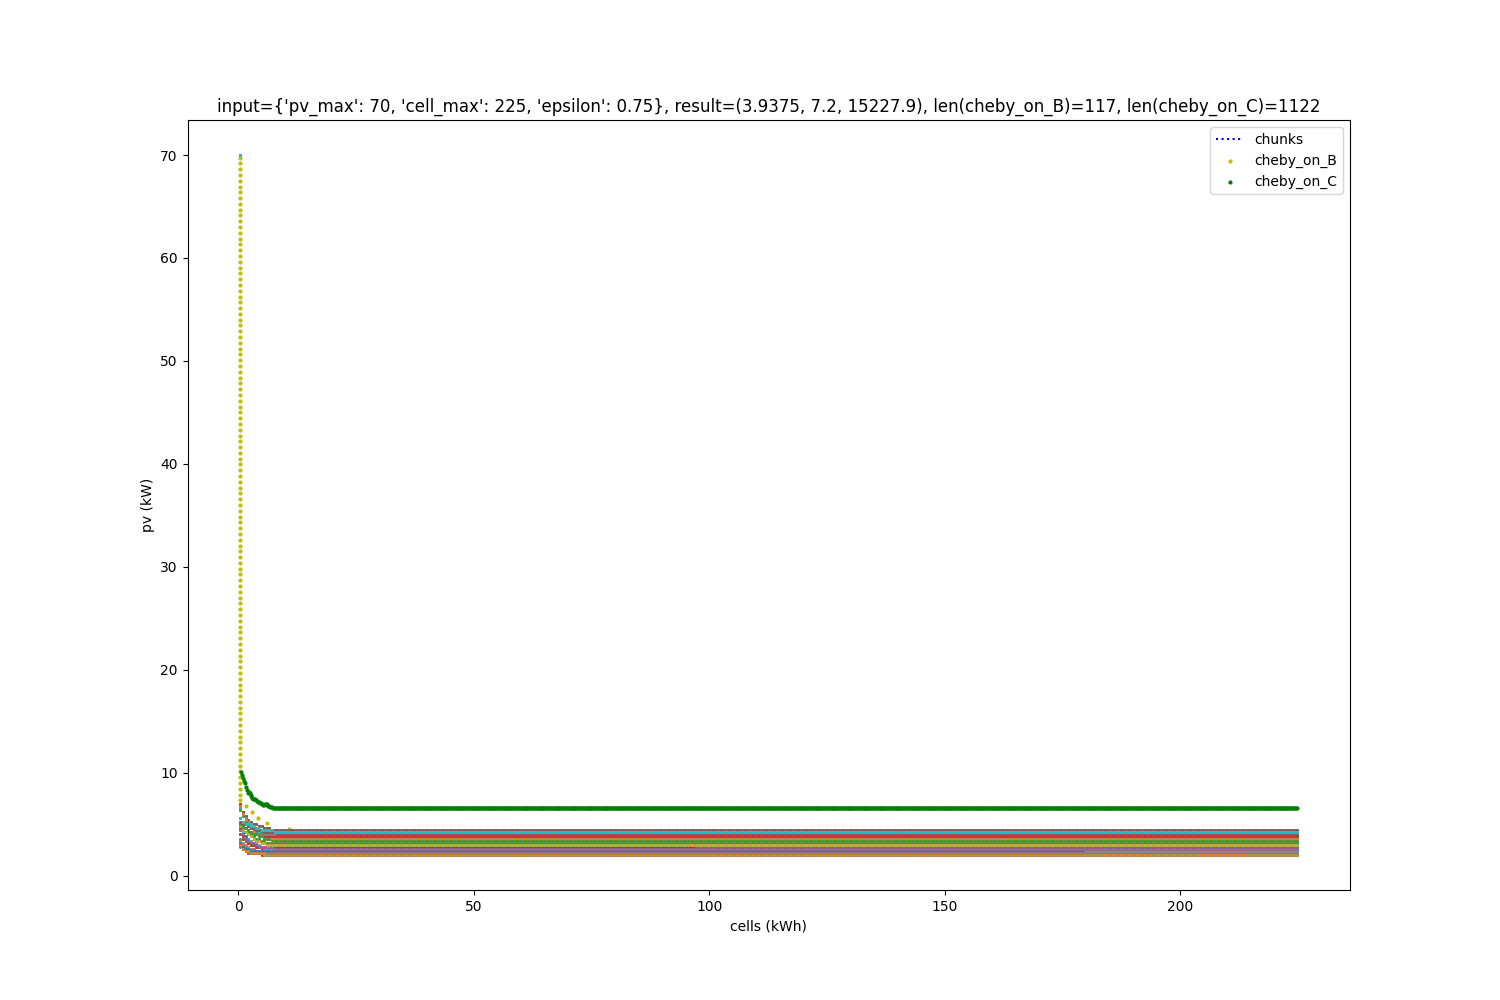 input={'pv_max': 70, 'cell_max': 225, 'epsilon': 0.75}, result=(3.9375, 7.2, 15227.9), len(cheby_on_B)=117, len(cheby_on_C)=1122
chunks
cheby_on_B
cheby_on_C
70
60
50
40
30
20
10
0
pv (kW)
0
50
100
150
200
cells (kWh)